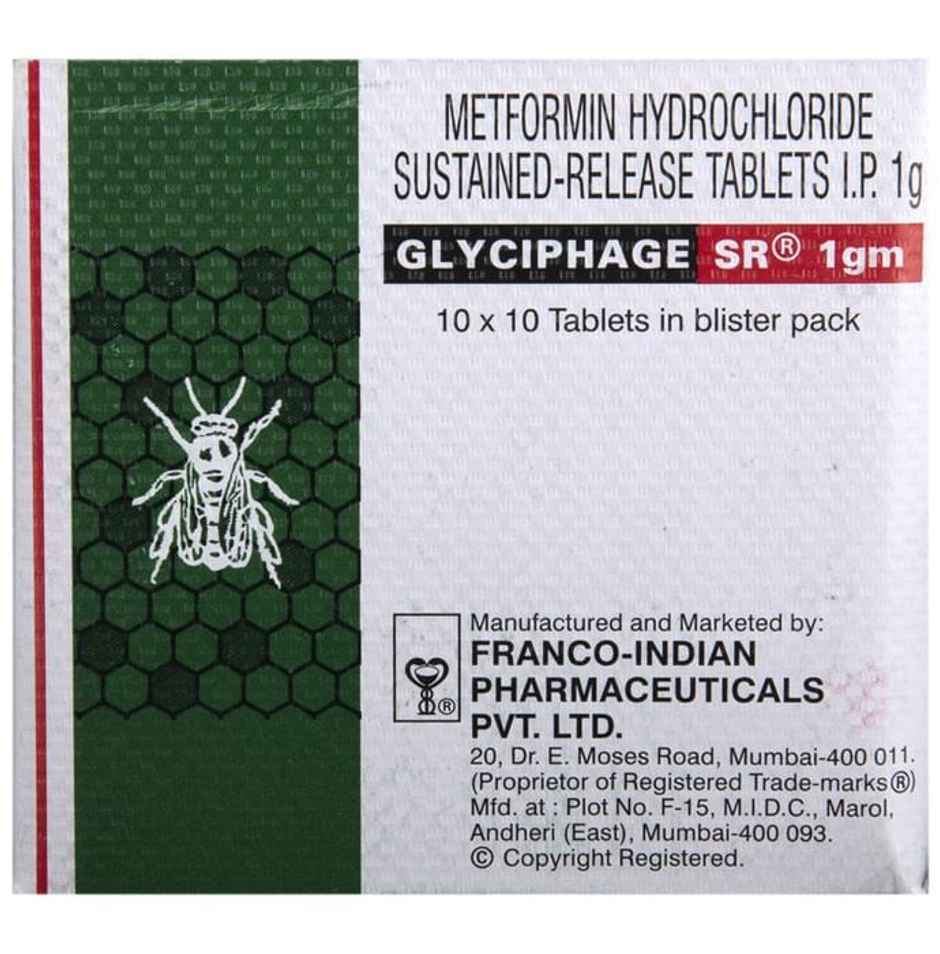 METFORMIN HYDROCHLORIDE
SUSTAINED-RELEASE TABLETS I.P. 1g
GLYCIPHAGE SR® 1gm
10 x 10 Tablets in blister pack
Manufactured and Marketed by:
FRANCO-INDIAN
PHARMACEUTICALS
PVT. LTD.
®
20, Dr. E. Moses Road, Mumbai-400 011.
(Proprietor of Registered Trade-marks®)
Mfd. at : Plot No. F-15, M.I.D.C., Marol,
Andheri (East), Mumbai-400 093.
© Copyright Registered.